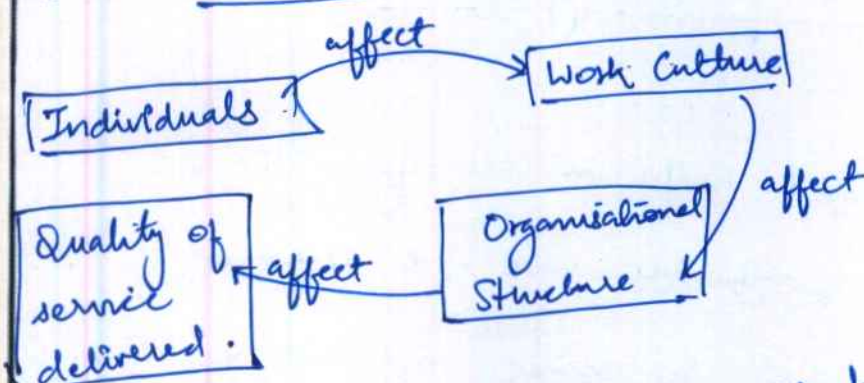 affect
Individuals
Work Culture
affect
Organisational
Structure
affect
Quality of
service
delivered.